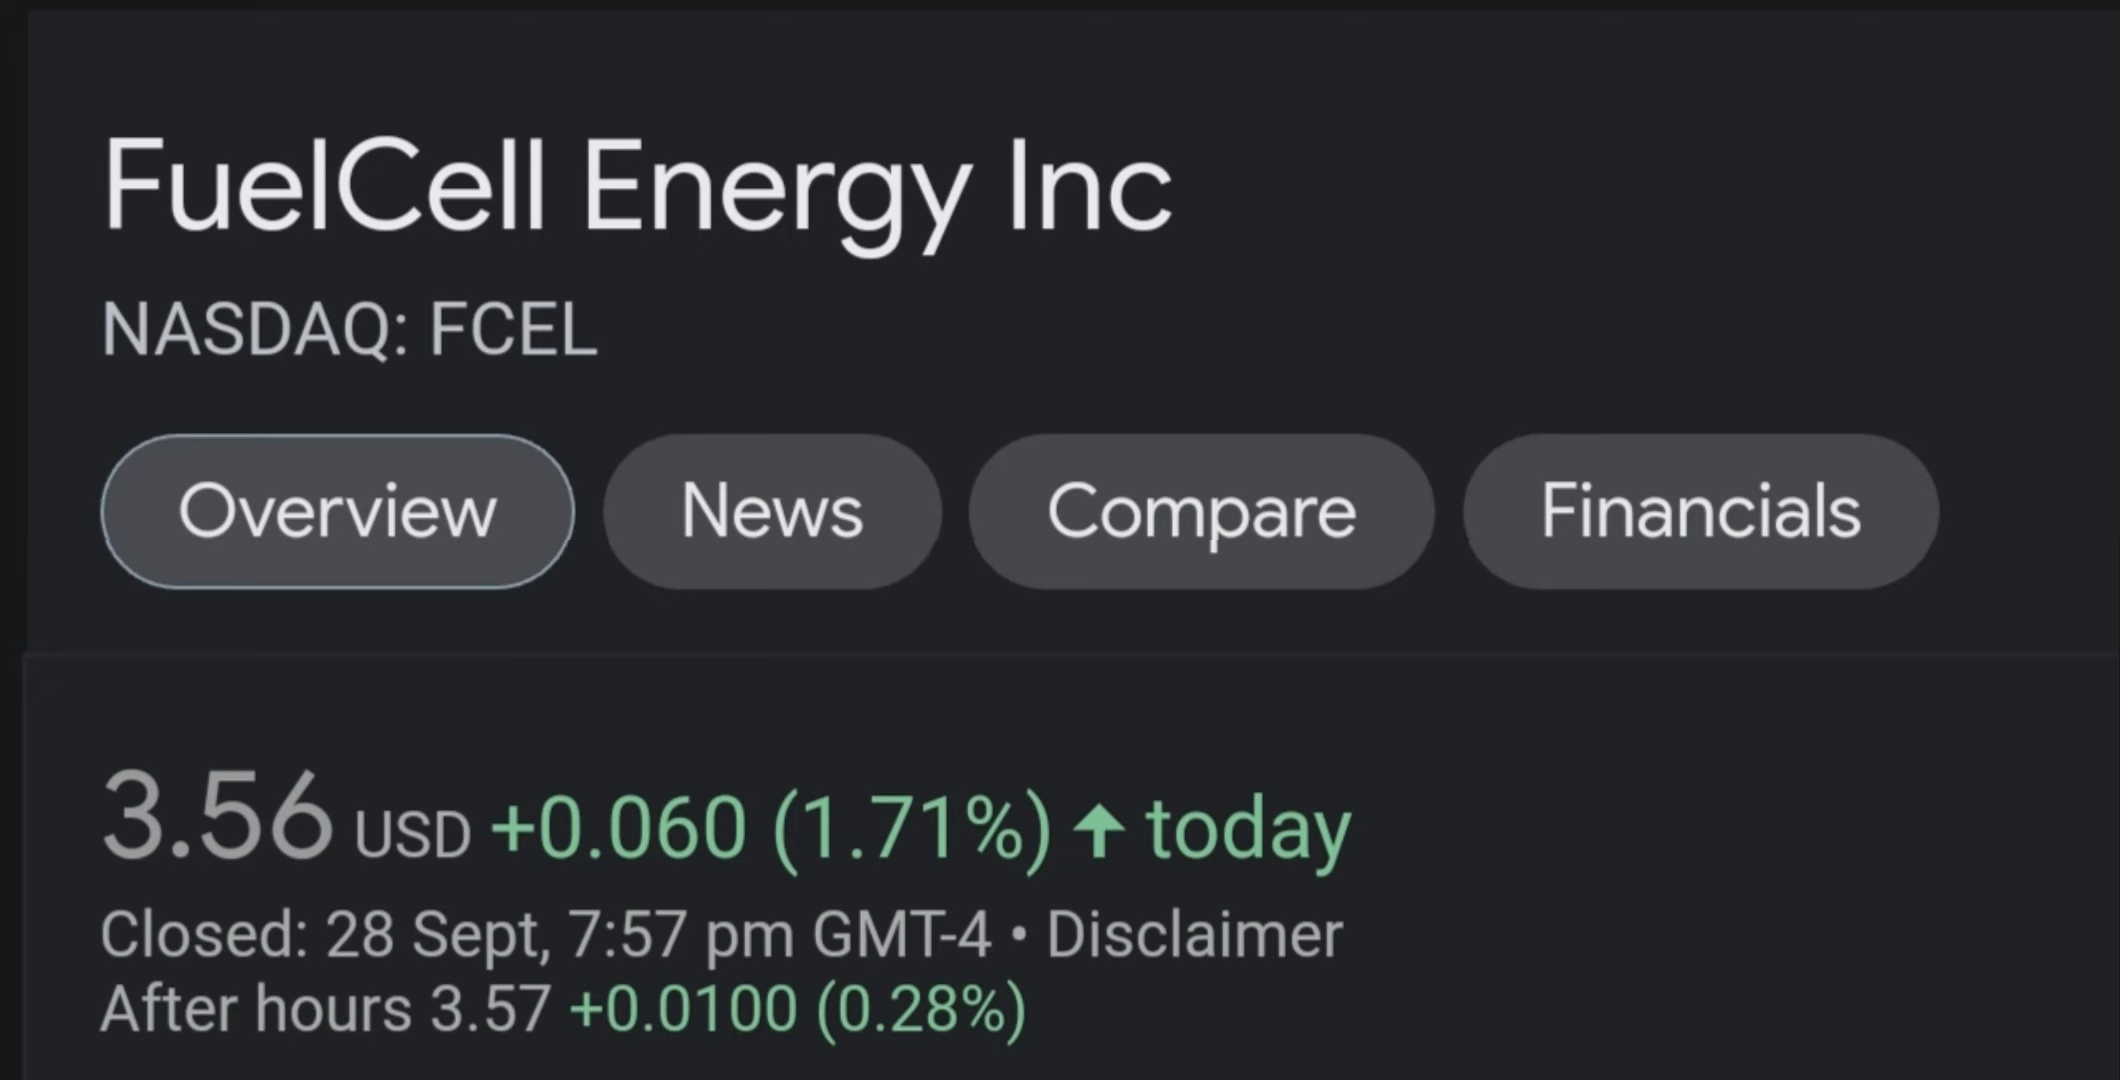 FuelCell Energy Inc
NASDAQ: FCEL
Overview News Compare Financials
3.56 USD +0.060 (1.71%) ↑ today
Closed: 28 Sept, 7:57 pm GMT-4 • Disclaimer
After hours 3.57 +0.0100 (0.28%)